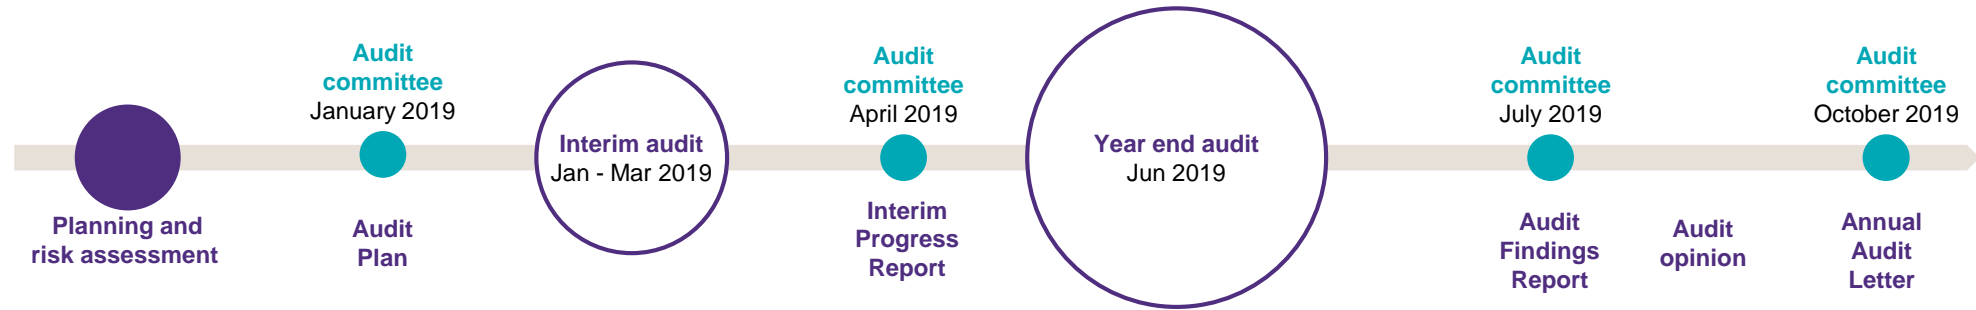 Planning and
risk assessment
Audit
committee
January 2019
Audit
Plan
Interim audit
Jan - Mar 2019
Audit
committee
April 2019
Interim
Progress
Report
Year end audit
Jun 2019
Audit
committee
July 2019
Audit
Findings
Report
Audit
opinion
Audit
committee
October 2019
Annual
Audit
Letter